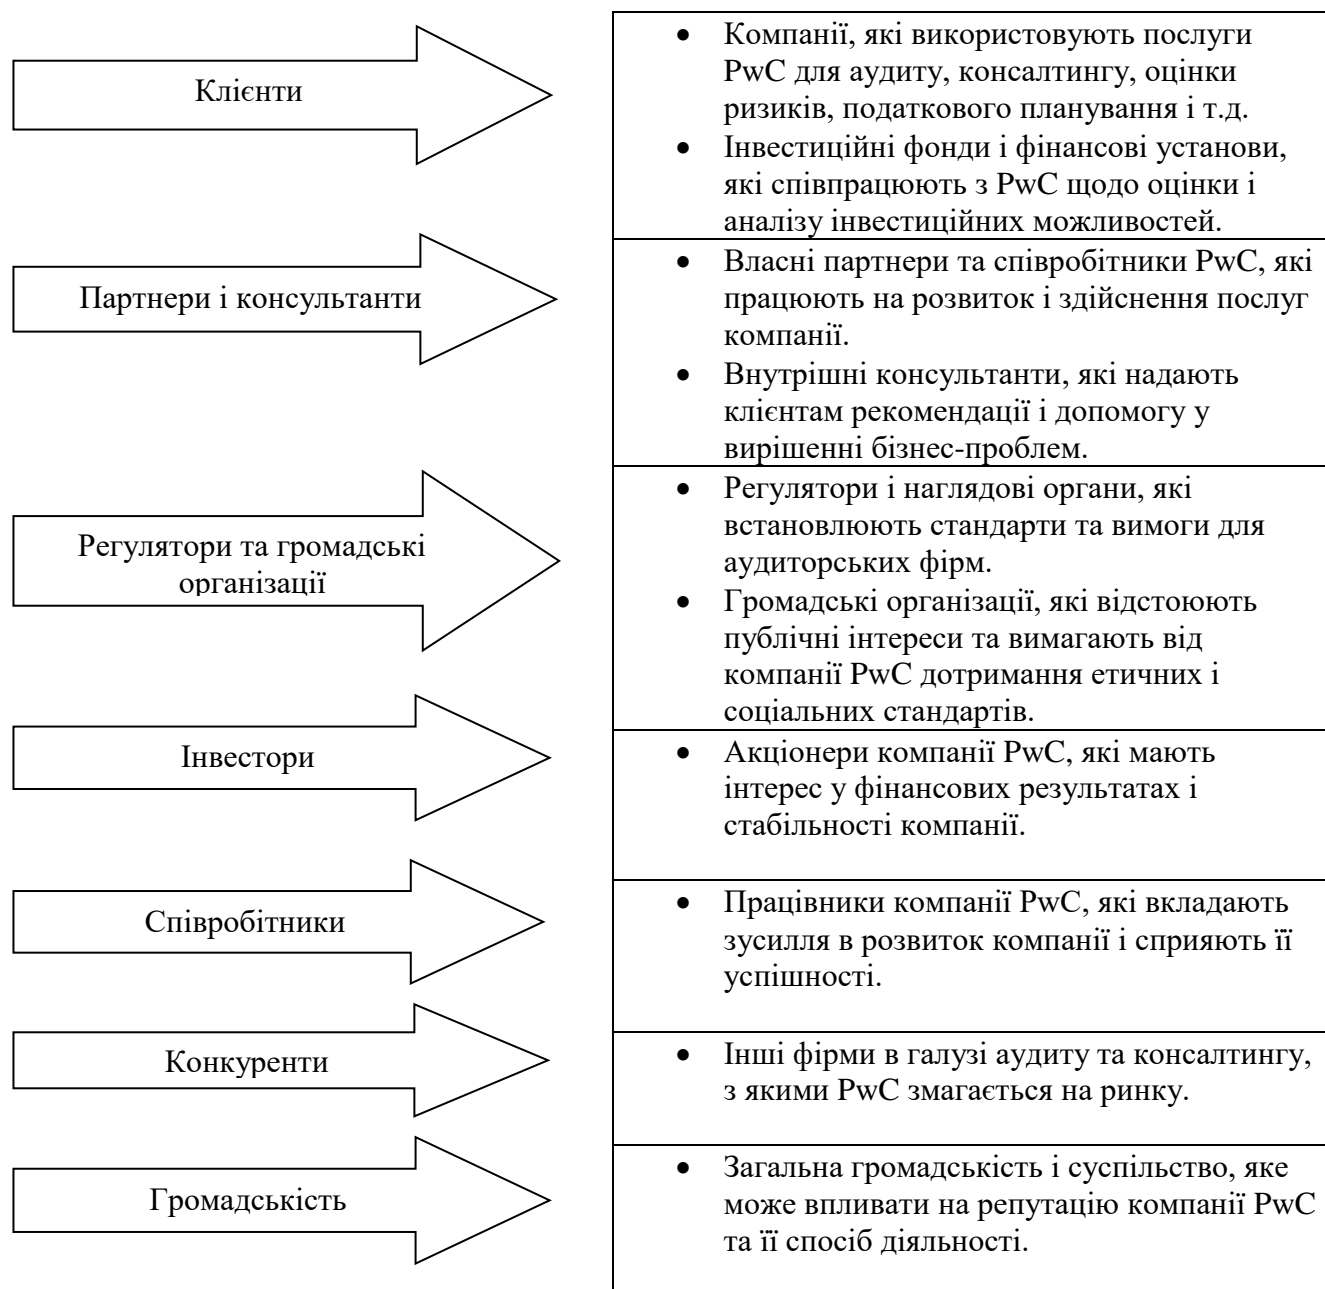 Клієнти
• Компанії, які використовують послуги
PwC для аудиту, консалтингу, оцінки
ризиків, податкового планування і т.д.
• Інвестиційні фонди і фінансові установи,
які співпрацюють з PwC щодо оцінки і
аналізу інвестиційних можливостей.
Партнери і консультанти
• Власні партнери та співробітники PwC, які
працюють на розвиток і здійснення послуг
компанії.
• Внутрішні консультанти, які надають
клієнтам рекомендації і допомогу у
вирішенні бізнес-проблем.
Регулятори та громадські
організації
• Регулятори і наглядові органи, які
встановлюють стандарти та вимоги для
аудиторських фірм.
• Громадські організації, які відстоюють
публічні інтереси та вимагають від
компанії PwC дотримання етичних і
соціальних стандартів.
Інвестори
• Акціонери компанії PwC, які мають
інтерес у фінансових результатах і
стабільності компанії.
Співробітники
• Працівники компанії PwC, які вкладають
зусилля в розвиток компанії і сприяють її
успішності.
Конкуренти
• Інші фірми в галузі аудиту та консалтингу,
з якими PwC змагається на ринку.
Громадськість
• Загальна громадськість і суспільство, яке
може впливати на репутацію компанії PwC
та її спосіб діяльності.